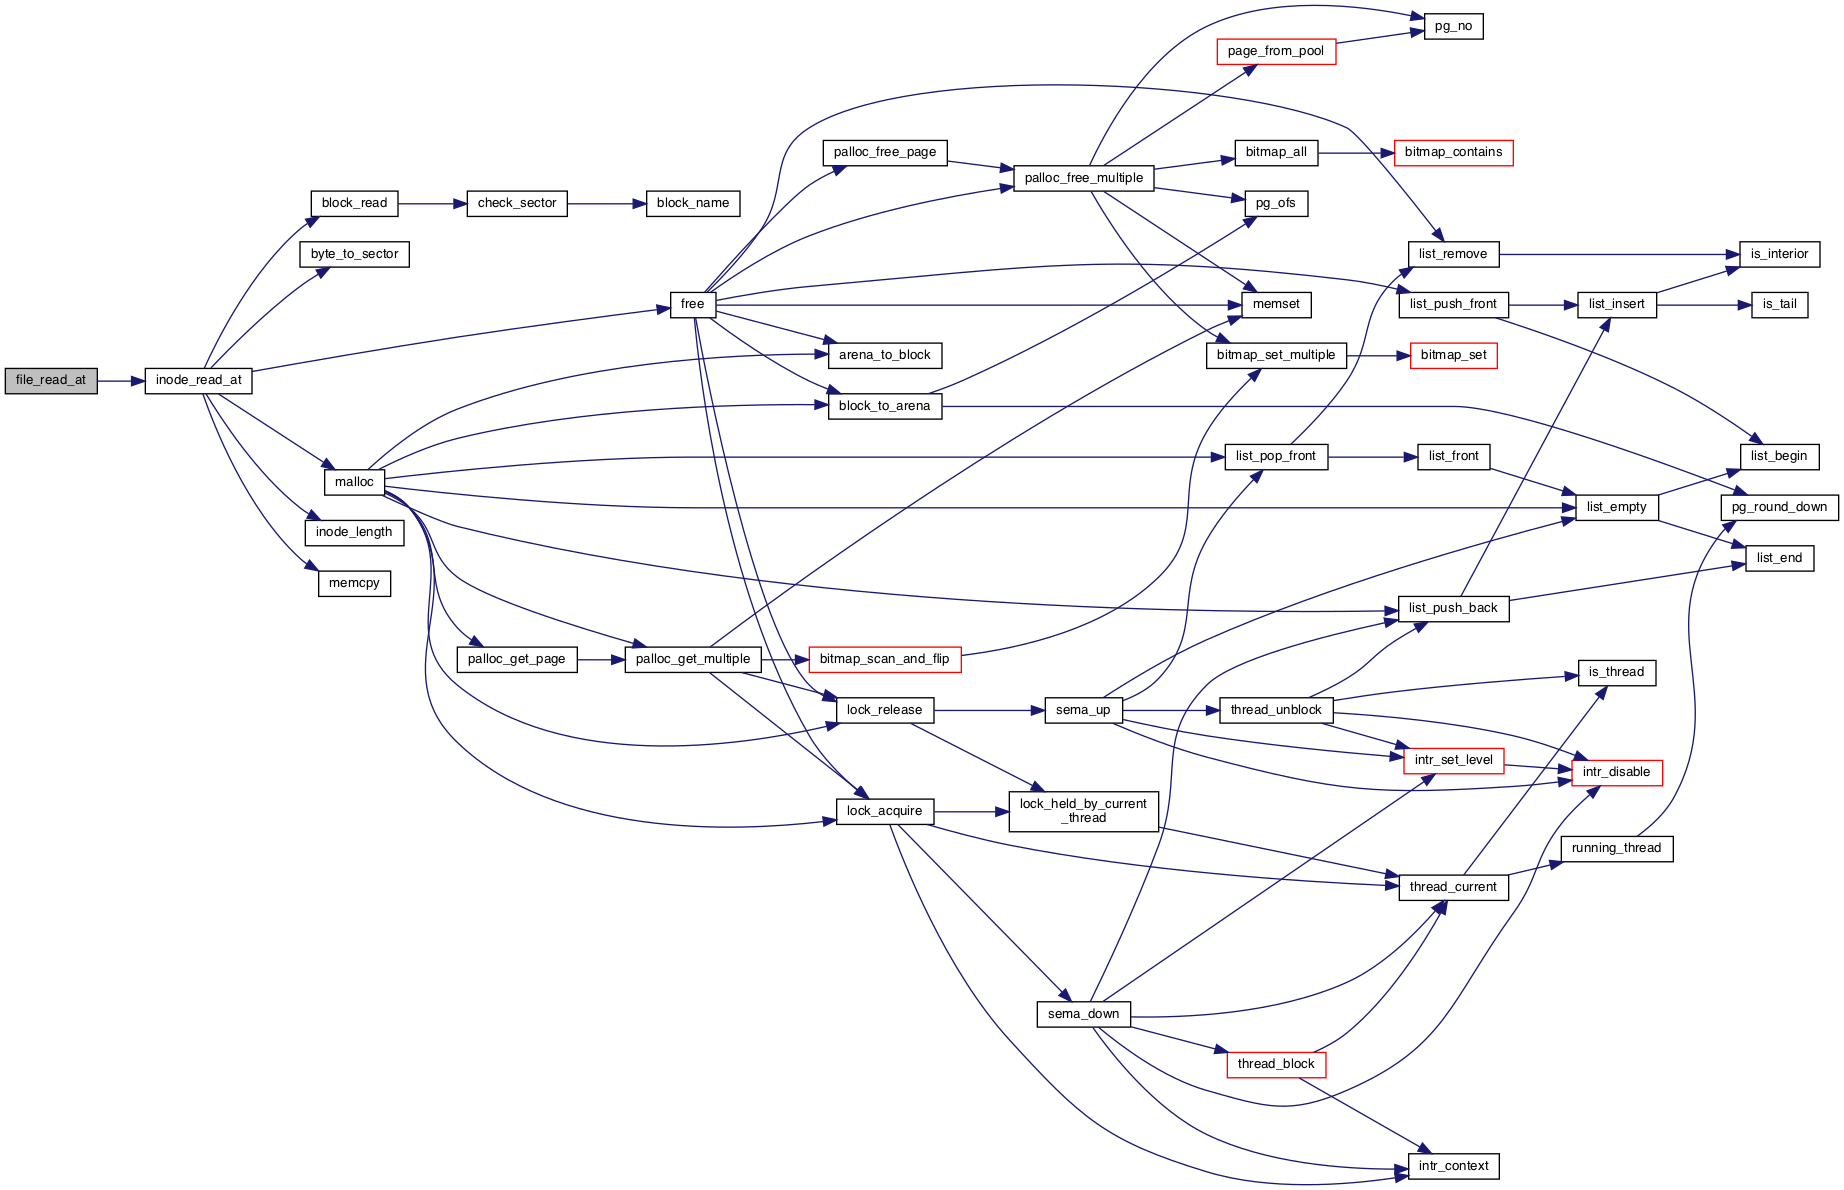 pg_no
page_from_pool
palloc_free_page
bitmap_all
bitmap_contains
palloc_free_multiple
block_read
check_sector
block_name
pg_ofs
byte_to_sector
list_remove
is_interior
free
memset
list_push_front
list_insert
is_tail
arena_to_block
bitmap_set_multiple
bitmap_set
file_read_at
inode_read_at
block_to_arena
list_pop_front
list_front
list_begin
malloc
list_empty
pg_round_down
inode_length
list_end
memcpy
list_push_back
palloc_get_page
palloc_get_multiple
bitmap_scan_and_flip
is_thread
lock_release
sema_up
thread_unblock
intr_set_level
intr_disable
lock_acquire
lock_held_by_current
_thread
running_thread
thread_current
sema_down
thread_block
intr_context